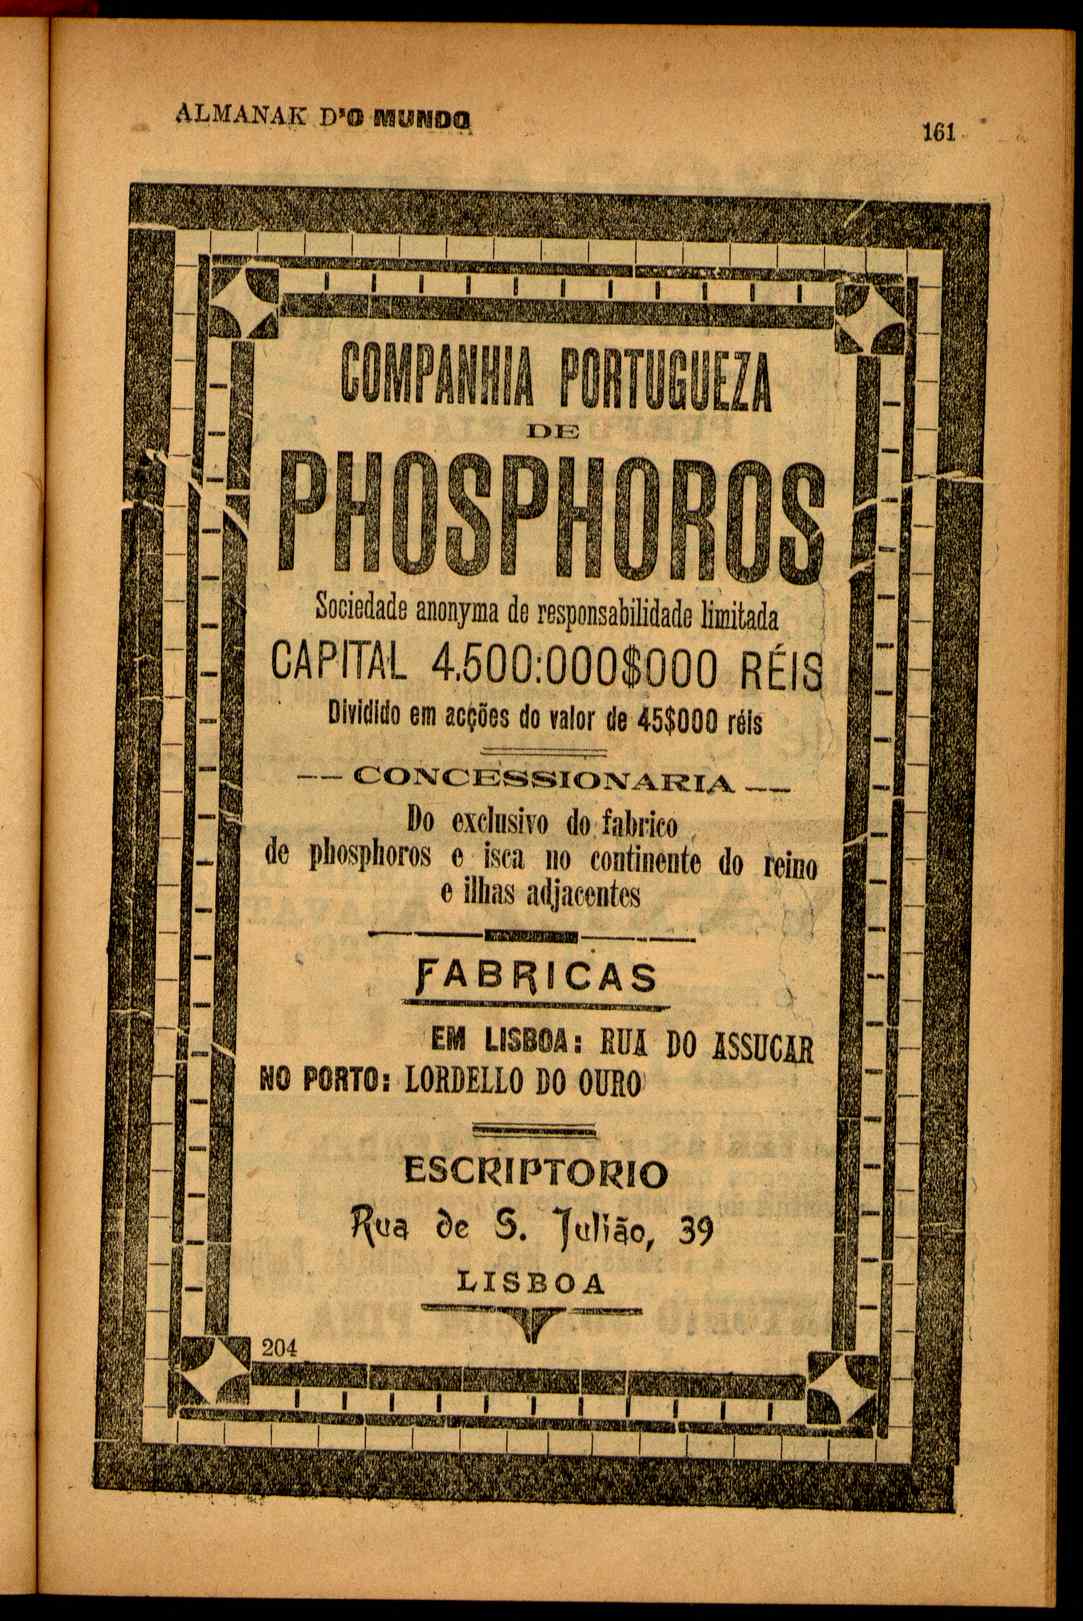 ALMANAK D'O MUNDO
161
COMPANHIA PORTUGUEZA
DE
PHOSPHOROS
Sociedade anonyma de responsabilidade limitada
CAPITAL 4.500:000$000 RÉIS
Dividido em acções do valor de 45$000 réis
CONCESSIONARIA
Do exclusivo do fabrico
de phosphoros e isca no continente do reino
e ilhas adjacentes
FABRICAS
EM LISBOA: RUA DO ASSUCAR
NO PORTO: LORDELLO DO OURO
ESCRIPTORIO
Rua de S. Julião, 39
LISBOA
204